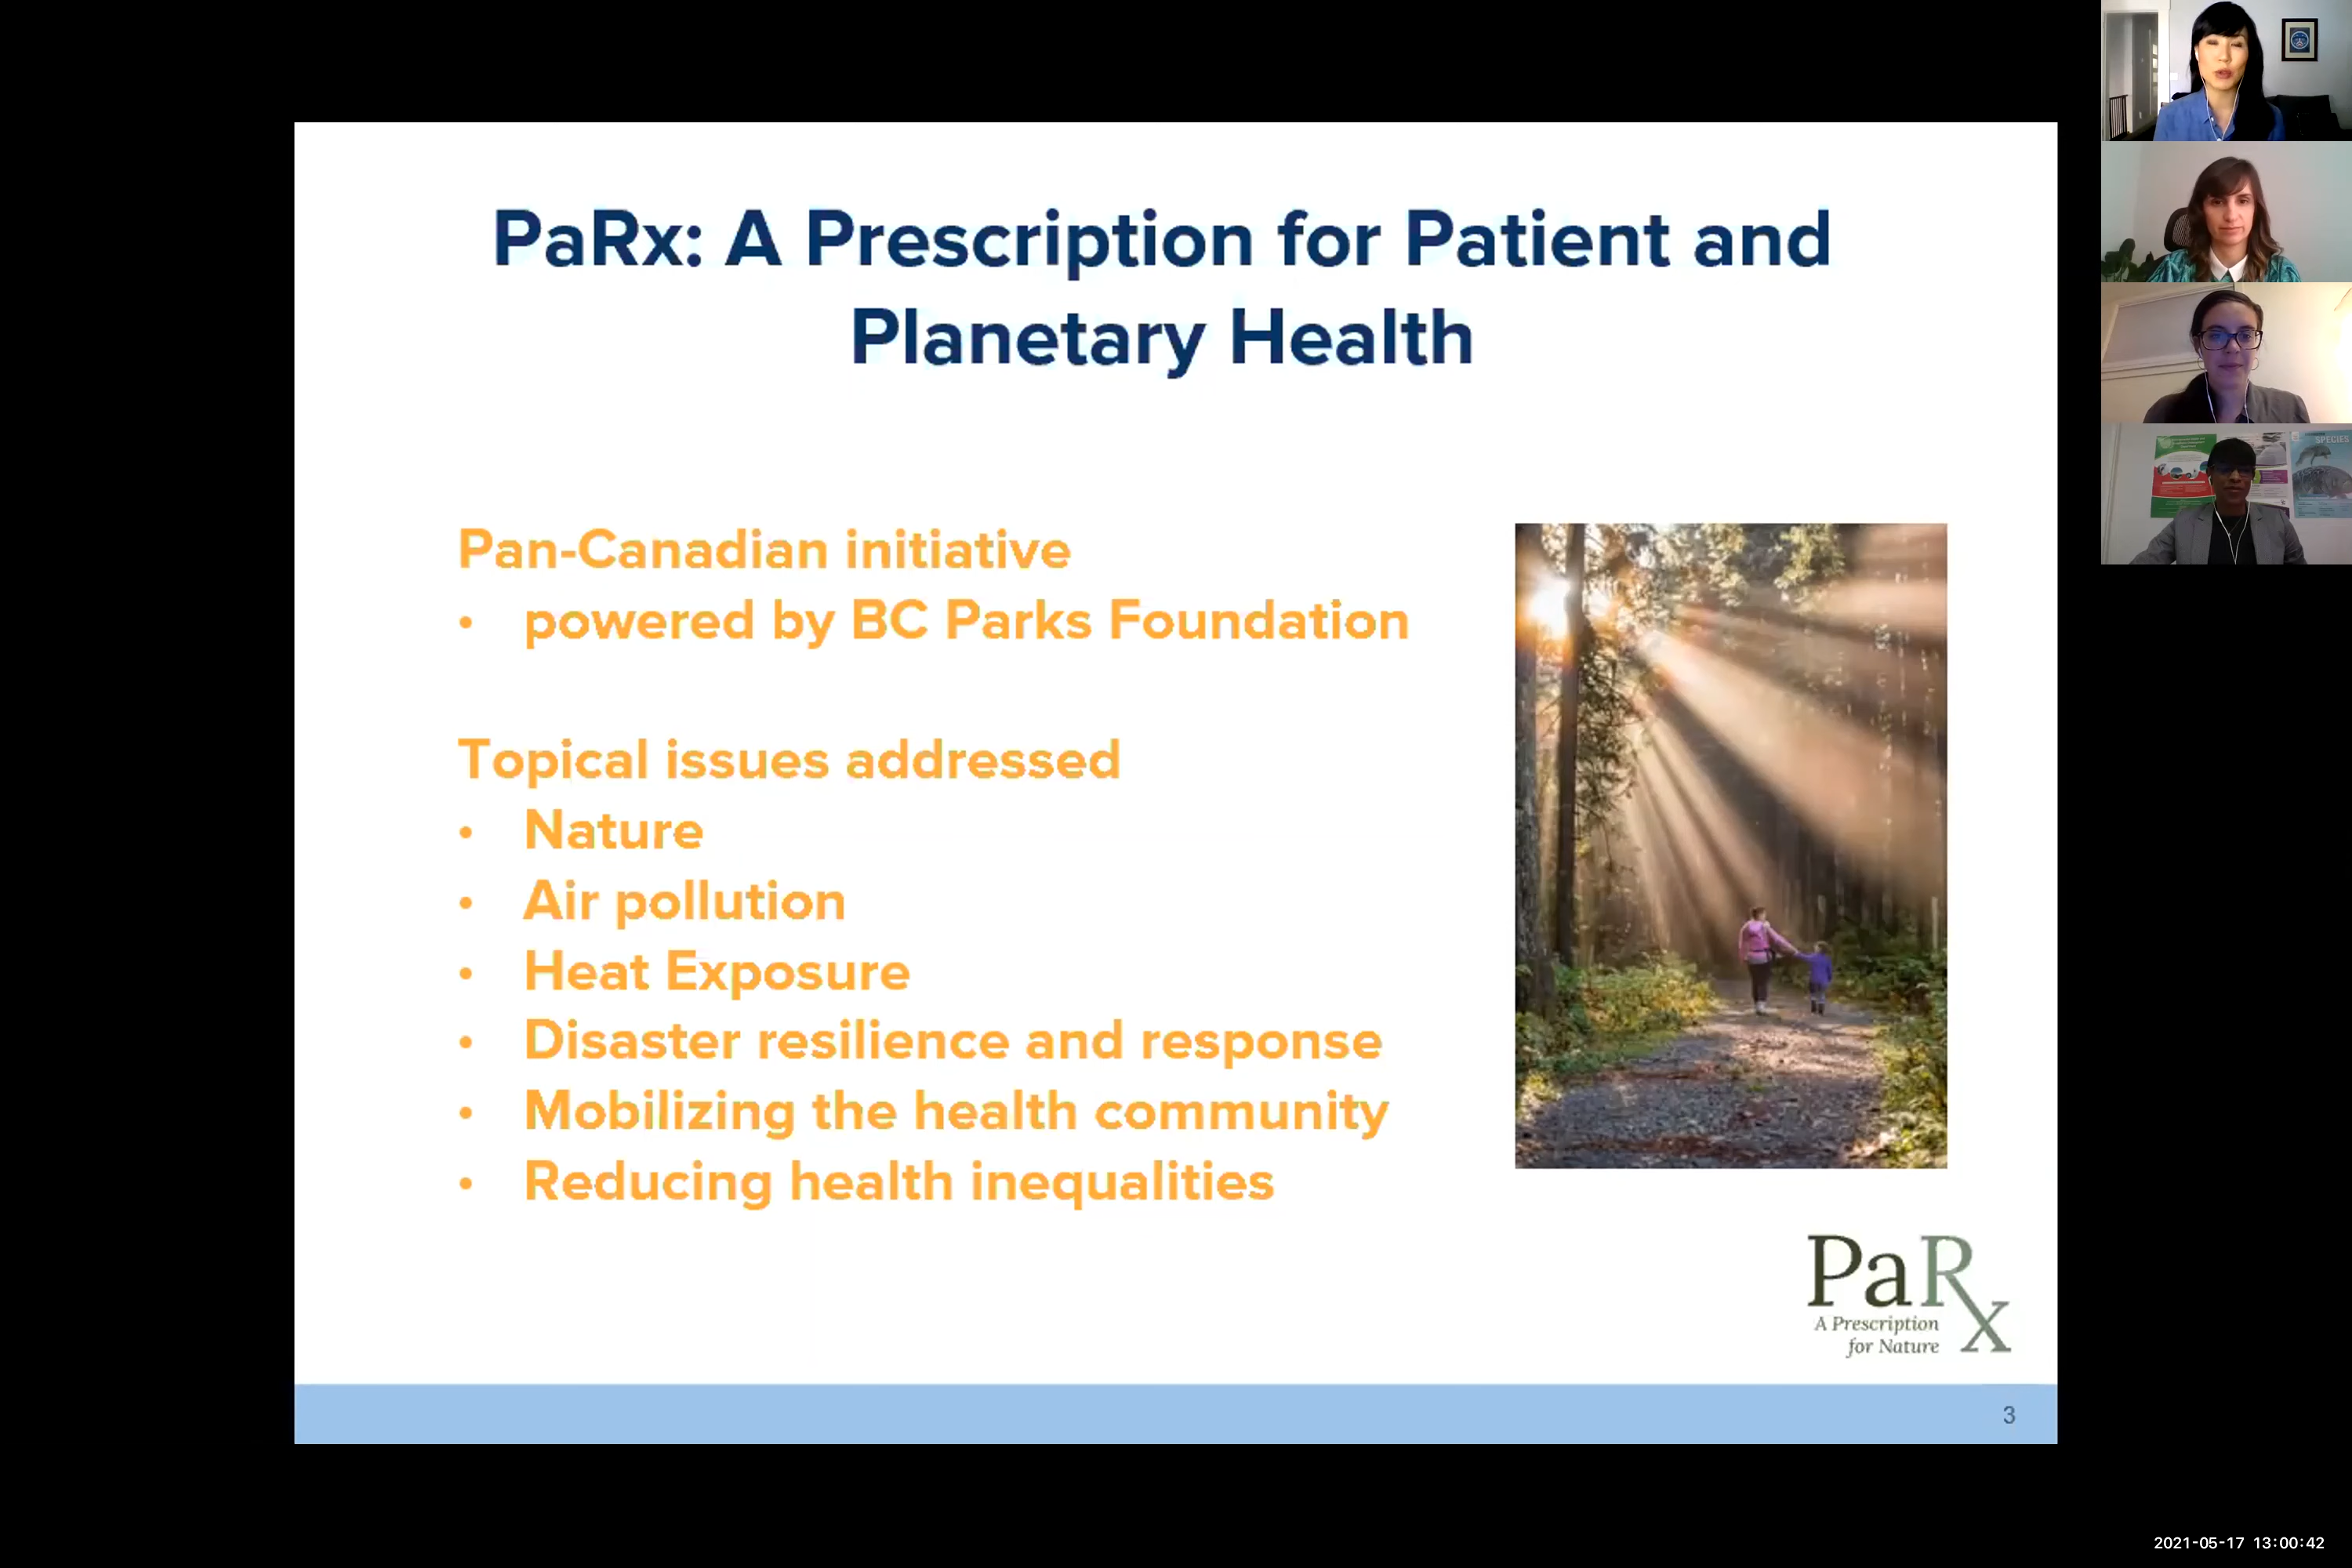 PaRx: A Prescription for Patient and
Planetary Health
Pan-Canadian initiative
• powered by BC Parks Foundation
Topical issues addressed
• Nature
• Air pollution
• Heat Exposure
• Disaster resilience and response
• Mobilizing the health community
• Reducing health inequalities
PaRx
A Prescription
for Nature
3
SPECIES
2021-05-17 13:00:42